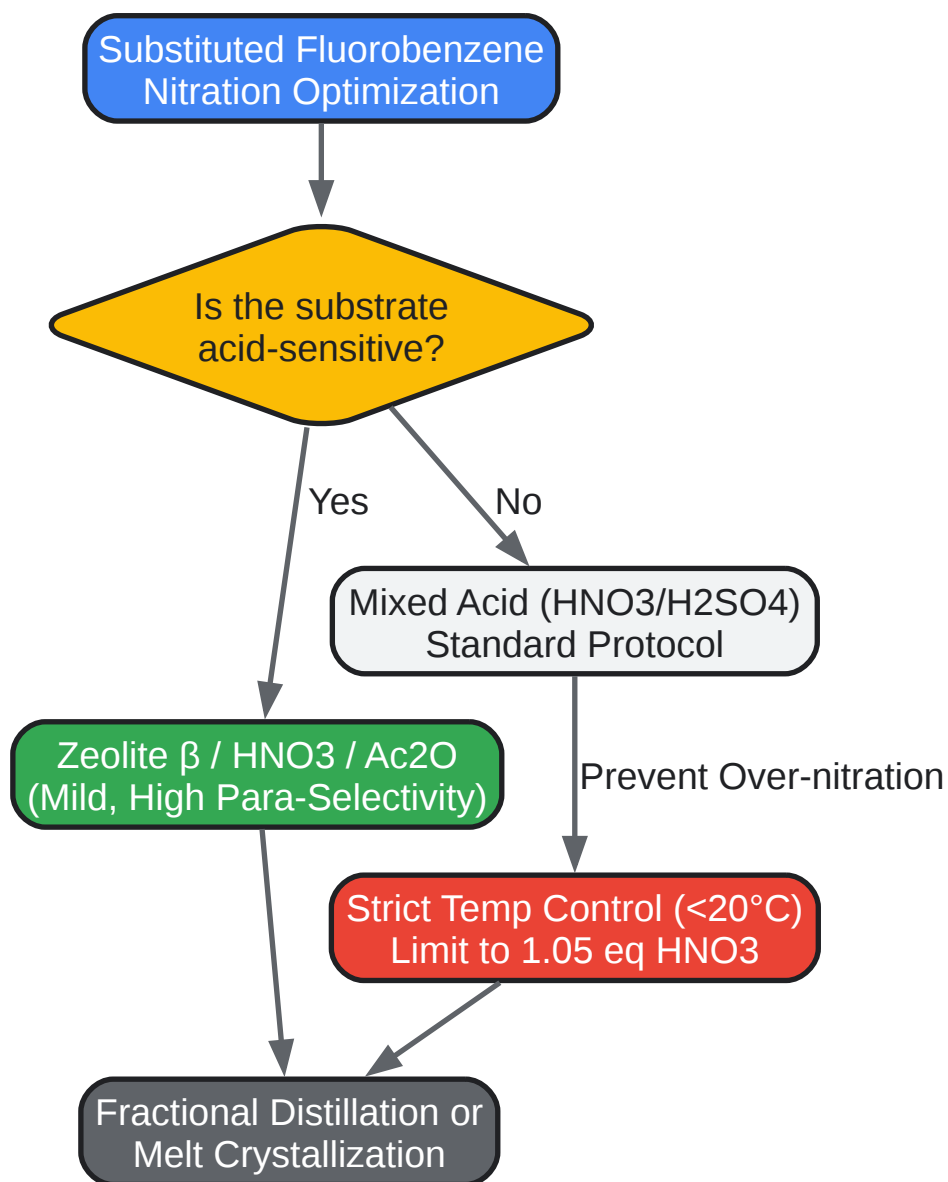 Substituted Fluorobenzene
Nitration Optimization
Is the substrate
acid-sensitive?
Yes
No
Mixed Acid (HNO3/H2SO4)
Standard Protocol
Zeolite β / HNO3 / Ac2O
(Mild, High Para-Selectivity)
Prevent Over-nitration
Strict Temp Control (<20°C)
Limit to 1.05 eq HNO3
Fractional Distillation or
Melt Crystallization